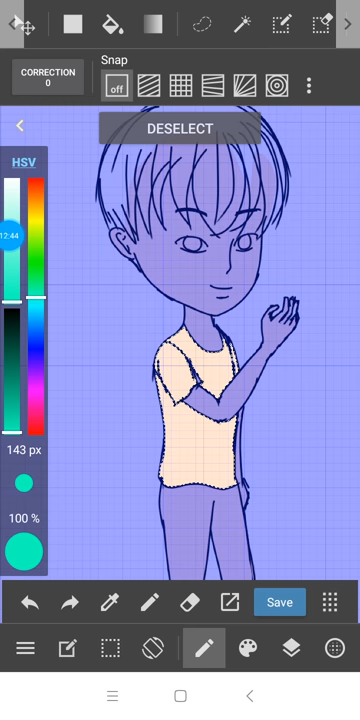 CORRECTION
0
Snap
off
DESELECT
HSV
12:44
143 px
100 %
Save